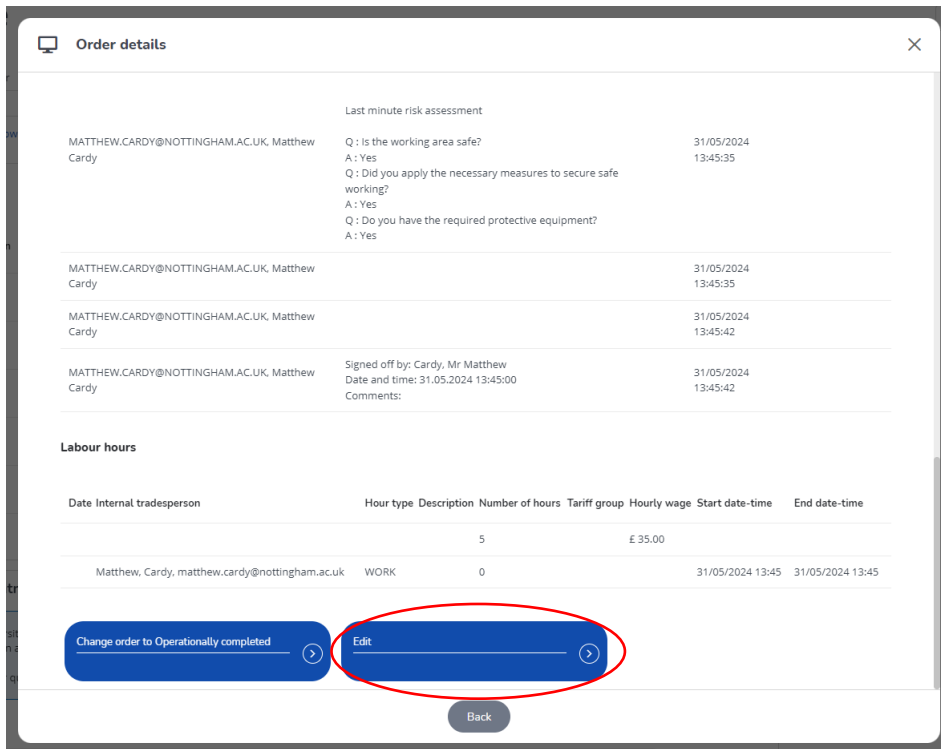 Order details
Last minute risk assessment
MATTHEW.CARDY@NOTTINGHAM.AC.UK, Matthew
Cardy
Q : Is the working area safe?
A : Yes
Q : Did you apply the necessary measures to secure safe
working?
A : Yes
Q : Do you have the required protective equipment?
A : Yes
31/05/2024
13:45:35
MATTHEW.CARDY@NOTTINGHAM.AC.UK, Matthew
Cardy
31/05/2024
13:45:35
MATTHEW.CARDY@NOTTINGHAM.AC.UK, Matthew
Cardy
31/05/2024
13:45:42
MATTHEW.CARDY@NOTTINGHAM.AC.UK, Matthew
Cardy
Signed off by: Cardy, Mr Matthew
Date and time: 31.05.2024 13:45:00
Comments:
31/05/2024
13:45:42
Labour hours
Date Internal tradesperson Hour type Description Number of hours Tariff group Hourly wage Start date-time End date-time
5 £ 35.00
Matthew, Cardy, matthew.cardy@nottingham.ac.uk WORK 0 31/05/2024 13:45 31/05/2024 13:45
Change order to Operationally completed
Edit
Back